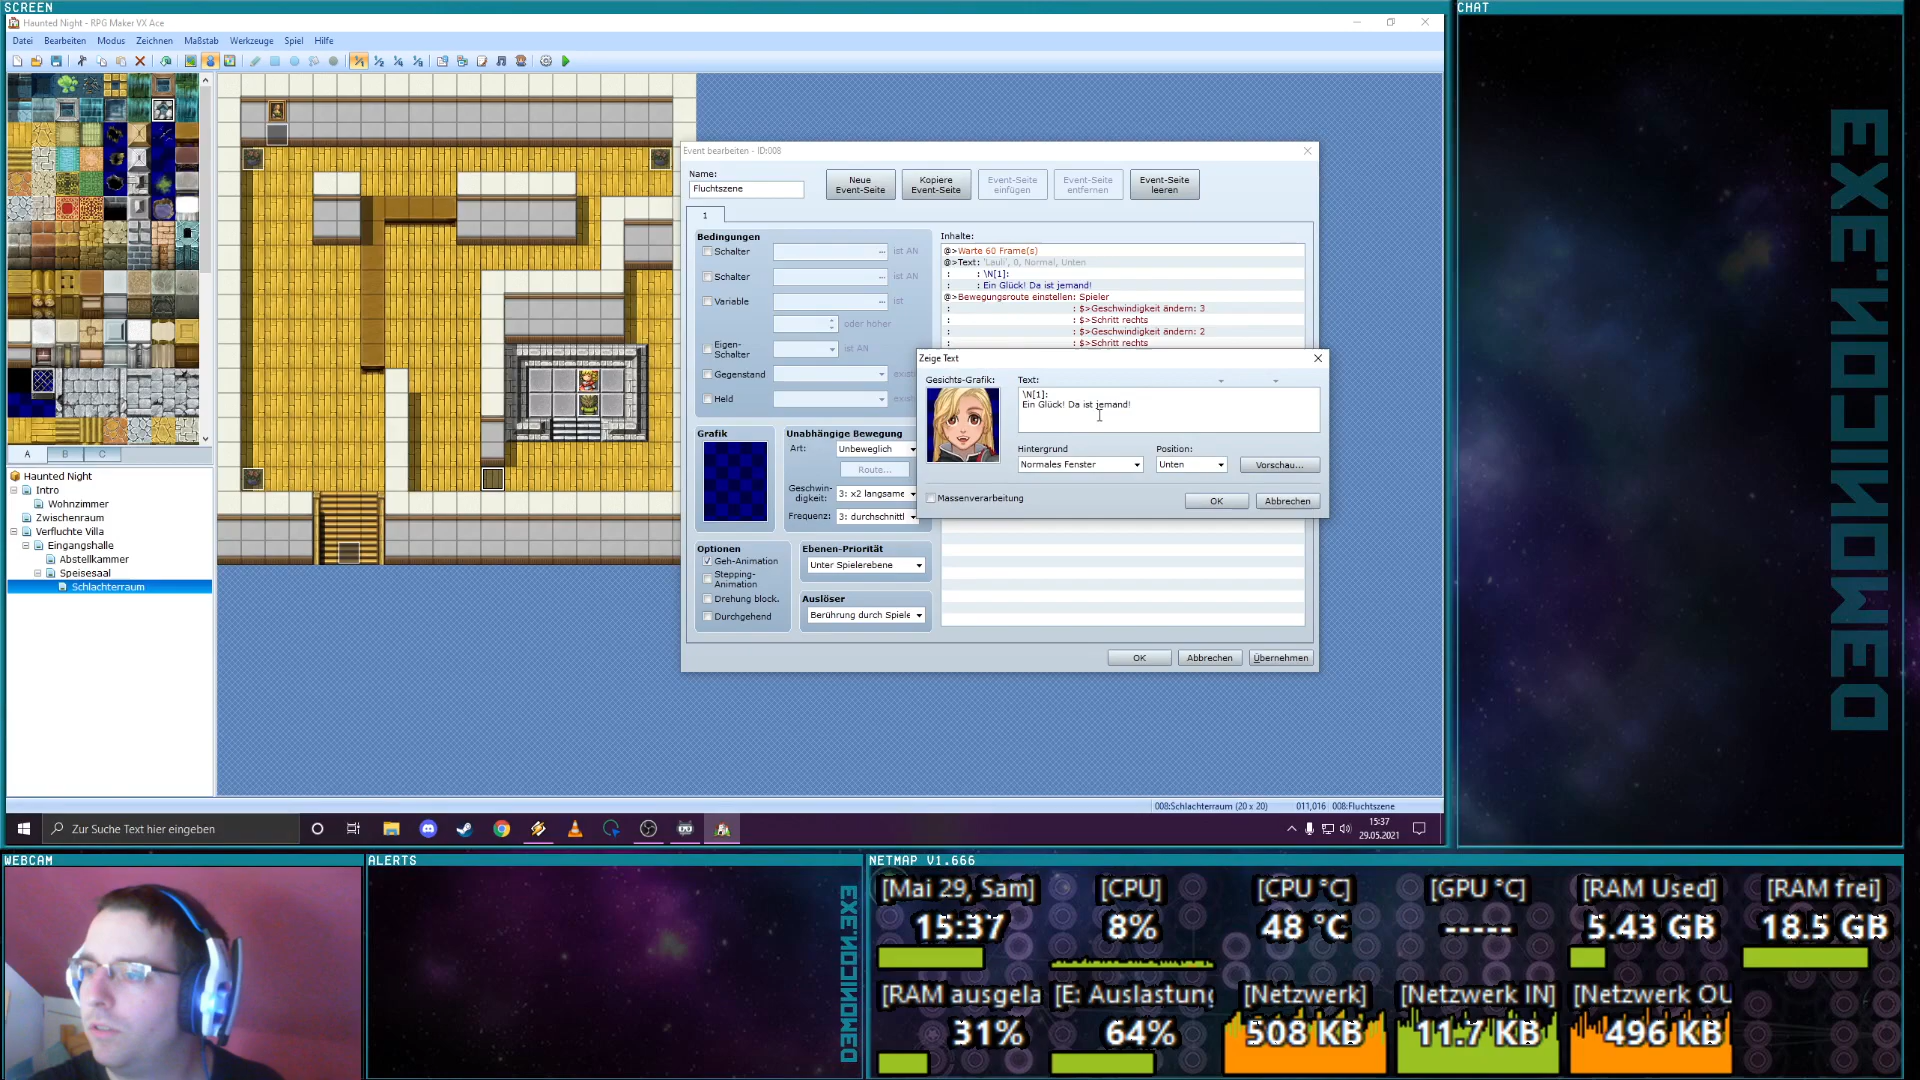 SCREEN
CHAT
Haunted Night - RPG Maker VX Ace
Datei Bearbeiten Modus Zeichnen Maßstab Werkzeuge Spiel Hilfe
Event bearbeiten - ID:008
Name:
Fluchtszene
Neue Event-Seite
Kopiere Event-Seite
Event-Seite einfügen
Event-Seite entfernen
Event-Seite leeren
1
Bedingungen
Schalter ... ist AN
Schalter ... ist AN
Variable ... ist
oder höher
Eigen-Schalter ist AN
Gegenstand
Held
Inhalte:
@>Warte 60 Frame(s)
@>Text: 'Lauli', 0, Normal, Unten
: : \N[1]:
: : Ein Glück! Da ist jemand!
@>Bewegungsroute einstellen: Spieler
: : $>Geschwindigkeit ändern: 3
: : $>Schritt rechts
: : $>Geschwindigkeit ändern: 2
: : $>Schritt rechts
Zeige Text
Gesichts-Grafik:
Text:
\N[1]:
Ein Glück! Da ist jemand!
Hintergrund
Normales Fenster
Position:
Unten
Vorschau...
Massenverarbeitung
OK
Abbrechen
Grafik
Unabhängige Bewegung
Art: Unbeweglich
Route...
Geschwin-digkeit: 3: x2 langsame
Frequenz: 3: durchschnittl
Optionen
Geh-Animation
Stepping-Animation
Drehung block.
Durchgehend
Ebenen-Priorität
Unter Spielerebene
Auslöser
Berührung durch Spiele
OK
Abbrechen
Übernehmen
A B C
Haunted Night
Intro
Wohnzimmer
Zwischenraum
Verfluchte Villa
Eingangshalle
Abstellkammer
Speisesaal
Schlachterraum
008:Schlachterraum (20 x 20) 011,016 008:Fluchtszene
Zur Suche Text hier eingeben
15:37
29.05.2021
EXE'NOCINOMEO
WEBCAM
ALERTS
EXE'NOCINOMEO
NETMAP V1.666
[Mai 29, Sam] [CPU] [CPU °C] [GPU °C] [RAM Used] [RAM frei]
15:37 8% 48 °C ----- 5.43 GB 18.5 GB
[RAM ausgela [E: Auslastung [Netzwerk] [Netzwerk IN] [Netzwerk OU
31% 64% 508 KB 11.7 KB 496 KB